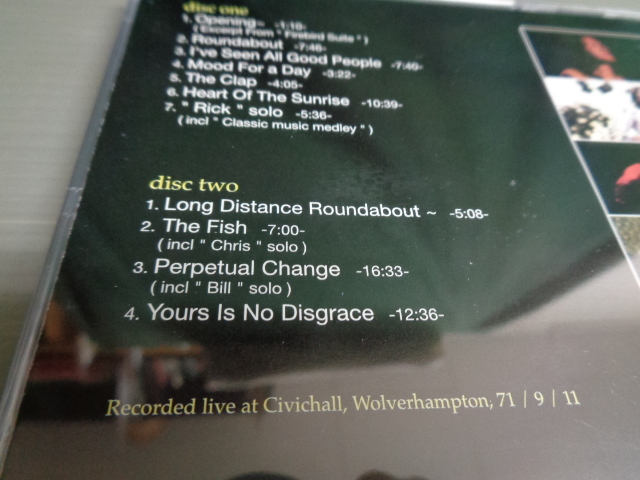 disc one
1. Opening~ -1:10-
( Excerpt From " Firebird Suite " )
2. Roundabout -7:46-
3. I've Seen All Good People -7:40-
4. Mood For a Day -3:22-
5. The Clap -4:05-
6. Heart Of The Sunrise -10:39-
7. " Rick " solo -5:36-
( incl " Classic music medley " )
disc two
1. Long Distance Roundabout ~ -5:08-
2. The Fish -7:00-
( incl " Chris " solo )
3. Perpetual Change -16:33-
( incl " Bill " solo )
4. Yours Is No Disgrace -12:36-
Recorded live at Civichall, Wolverhampton, 71 / 9 / 11